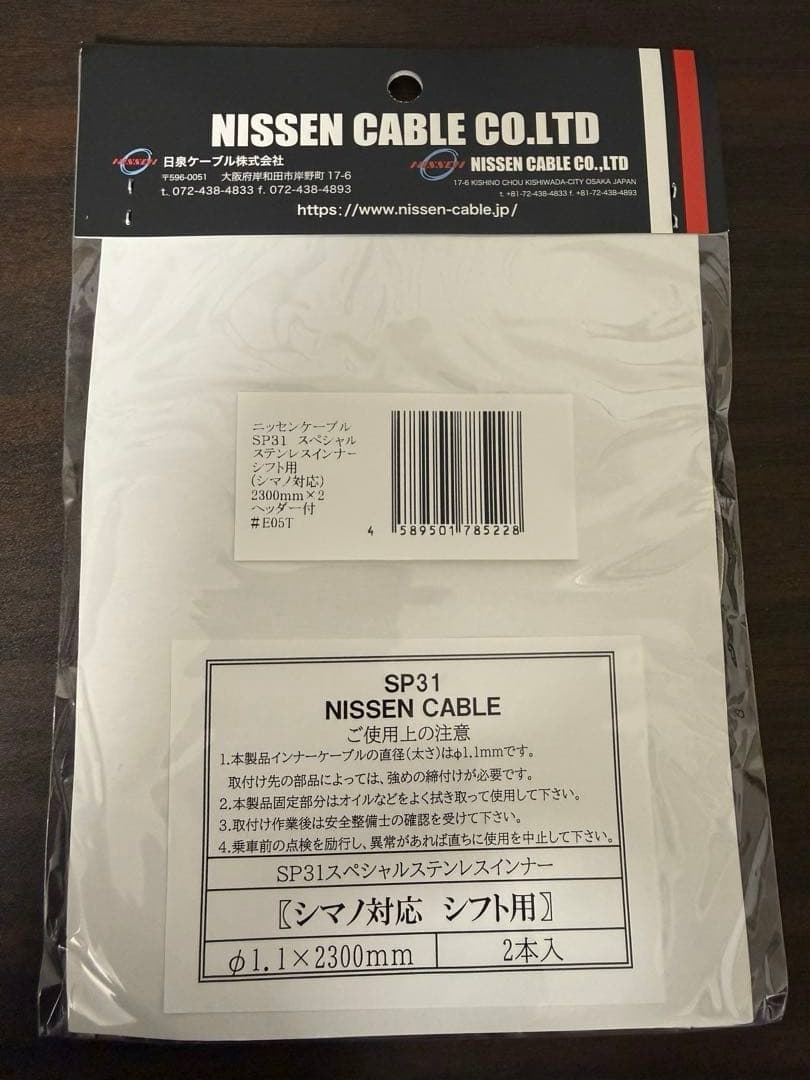 NISSEN CABLE CO.LTD
NISSEN 日泉ケーブル株式会社
〒596-0051 大阪府岸和田市岸野町 17-6
t. 072-438-4833 f. 072-438-4893
NISSEN NISSEN CABLE CO.,LTD
17-6 KISHINO CHOU KISHIWADA-CITY OSAKA JAPAN
t. +81-72-438-4833 f. +81-72-438-4893
https://www.nissen-cable.jp/
ニッセンケーブル
SP31 スペシャル
ステンレスインナー
シフト用
(シマノ対応)
2300mm×2
ヘッダー付
#E05T
4 589501 785228
SP31
NISSEN CABLE
ご使用上の注意
1.本製品インナーケーブルの直径(太さ)はφ1.1mmです。
取付け先の部品によっては、強めの締付けが必要です。
2.本製品固定部分はオイルなどをよく拭き取って使用して下さい。
3.取付け作業後は安全整備士の確認を受けて下さい。
4.乗車前の点検を励行し、異常があれば直ちに使用を中止して下さい。
SP31スペシャルステンレスインナー
〖シマノ対応 シフト用〗
φ1.1×2300mm 2本入